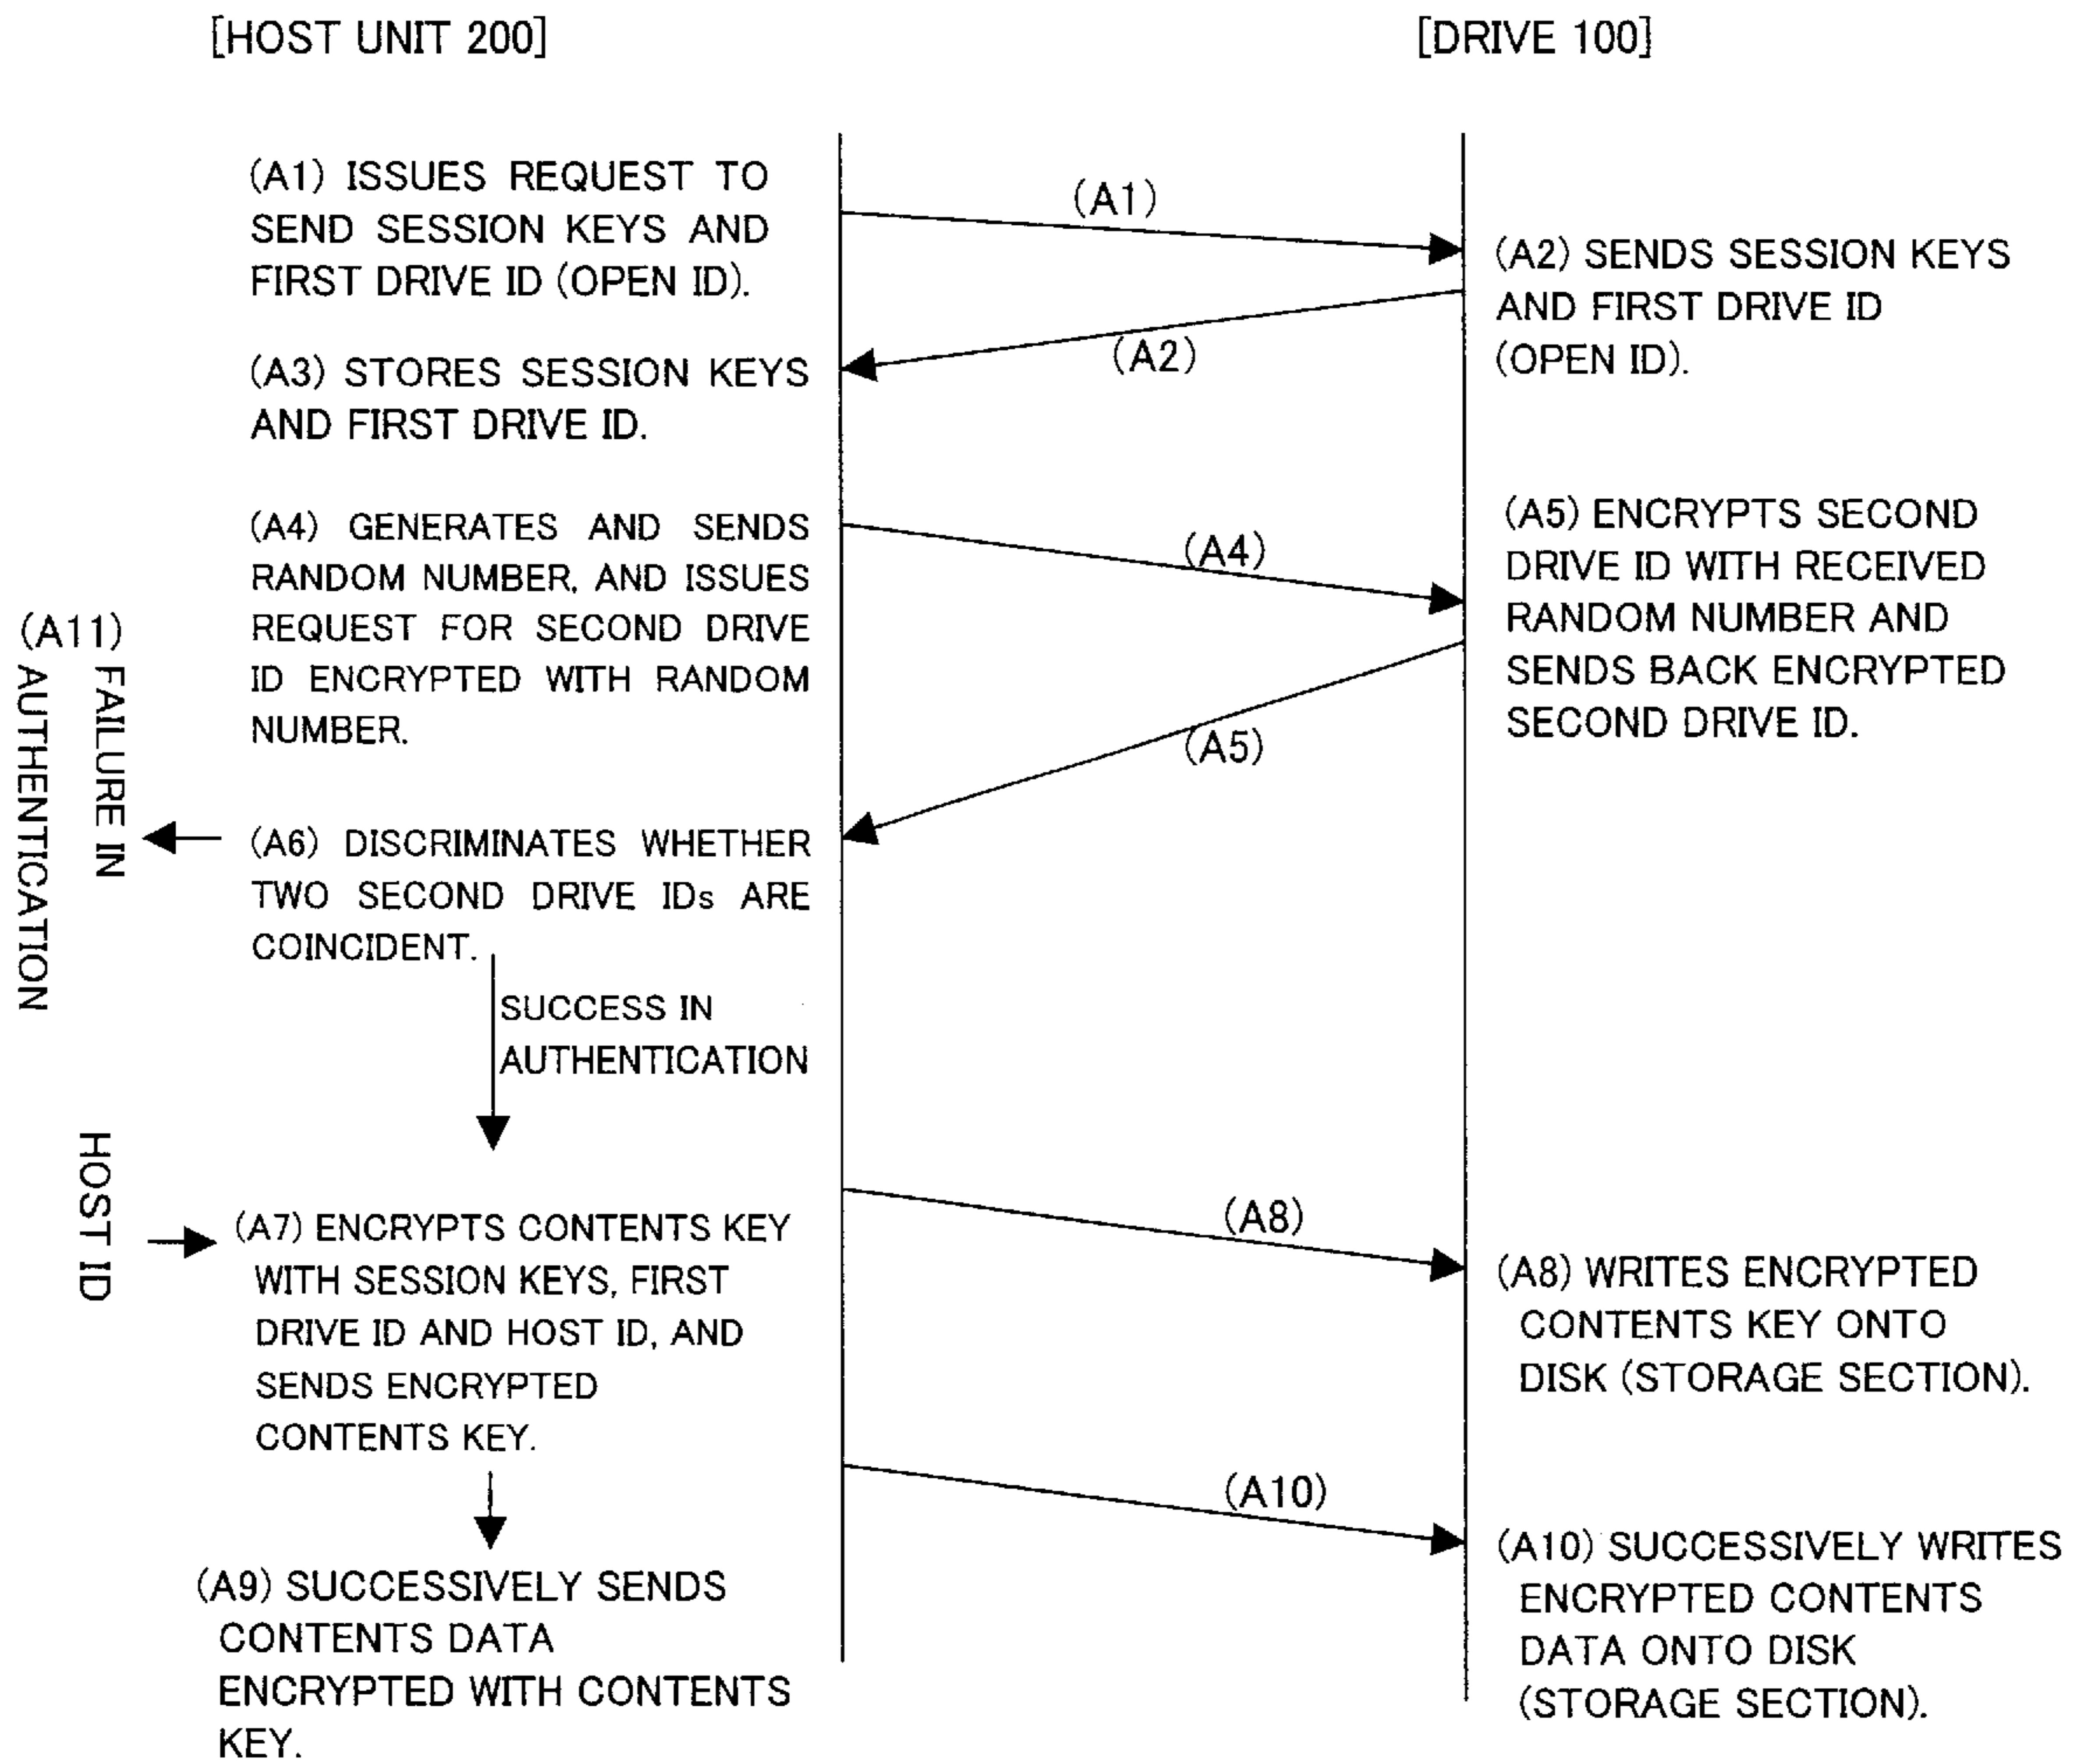 [HOST UNIT 200]
[DRIVE 100]
(A1) ISSUES REQUEST TO
SEND SESSION KEYS AND
FIRST DRIVE ID (OPEN ID).
(A1)
(A2) SENDS SESSION KEYS
AND FIRST DRIVE ID
(OPEN ID).
(A2)
(A3) STORES SESSION KEYS
AND FIRST DRIVE ID.
(A4) GENERATES AND SENDS
RANDOM NUMBER, AND ISSUES
REQUEST FOR SECOND DRIVE
ID ENCRYPTED WITH RANDOM
NUMBER.
(A4)
(A5) ENCRYPTS SECOND
DRIVE ID WITH RECEIVED
RANDOM NUMBER AND
SENDS BACK ENCRYPTED
SECOND DRIVE ID.
(A5)
(A11)
FAILURE IN
AUTHENTICATION
(A6) DISCRIMINATES WHETHER
TWO SECOND DRIVE IDs ARE
COINCIDENT.
SUCCESS IN
AUTHENTICATION
HOST ID
(A7) ENCRYPTS CONTENTS KEY
WITH SESSION KEYS, FIRST
DRIVE ID AND HOST ID, AND
SENDS ENCRYPTED
CONTENTS KEY.
(A8)
(A8) WRITES ENCRYPTED
CONTENTS KEY ONTO
DISK (STORAGE SECTION).
(A9) SUCCESSIVELY SENDS
CONTENTS DATA
ENCRYPTED WITH CONTENTS
KEY.
(A10)
(A10) SUCCESSIVELY WRITES
ENCRYPTED CONTENTS
DATA ONTO DISK
(STORAGE SECTION).